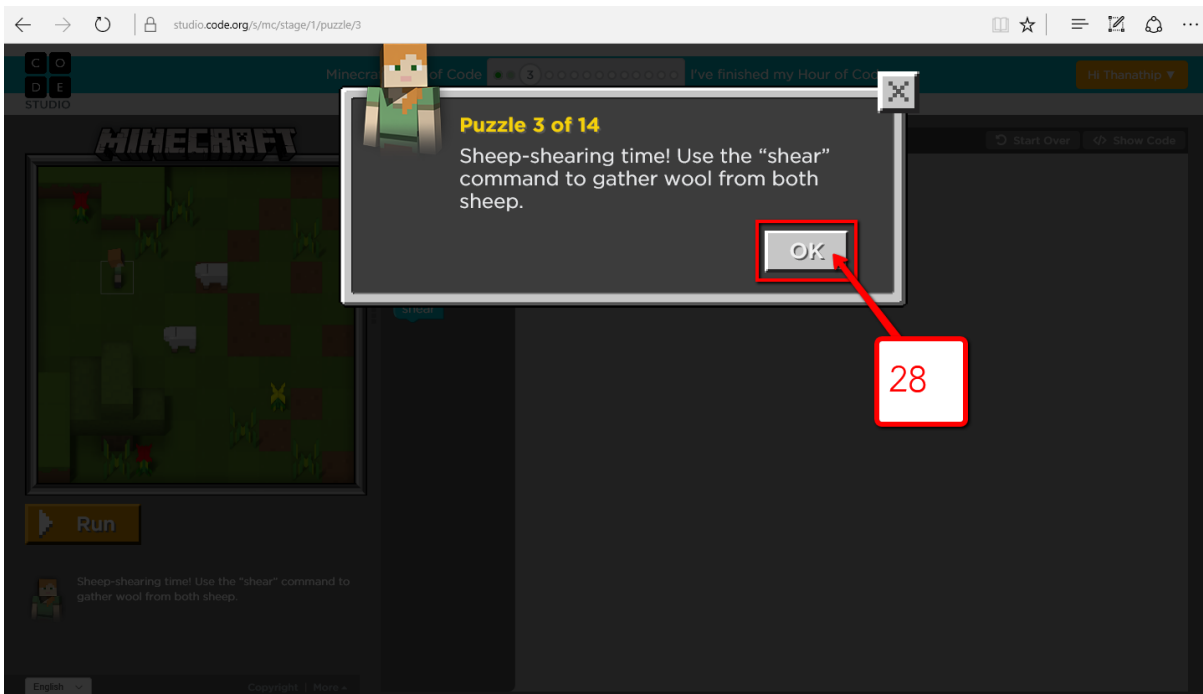 studio.code.org/s/mc/stage/1/puzzle/3
C O
D E
STUDIO
Minecra of Code 3 I've finished my Hour of Co
Hi Thanathip ▼
MINECRAFT
Start Over
</> Show Code
Puzzle 3 of 14
Sheep-shearing time! Use the “shear”
command to gather wool from both
sheep.
OK
shear
28
Run
Sheep-shearing time! Use the "shear" command to
gather wool from both sheep.
English
Copyright | More